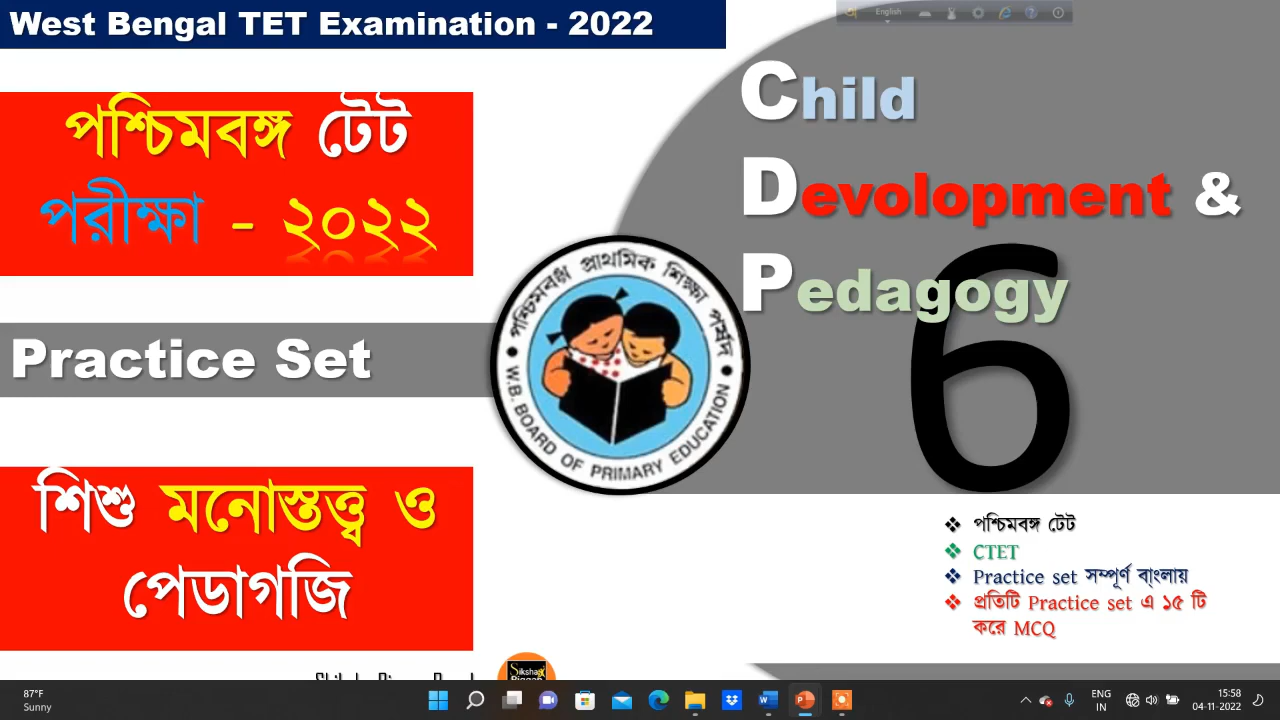 West Bengal TET Examination - 2022
English
পশ্চিমবঙ্গ টেট
পরীক্ষা - ২০২২
Child
Devolopment &
Pedagogy
6
পশ্চিমবঙ্গ প্রাথমিক শিক্ষা পর্ষদ
W.B. BOARD OF PRIMARY EDUCATION
Practice Set
শিশু মনোস্তত্ত্ব ও
পেডাগজি
❖ পশ্চিমবঙ্গ টেট
❖ CTET
❖ Practice set সম্পূর্ণ বাংলায়
❖ প্রতিটি Practice set এ ১৫ টি
করে MCQ
87°F
Sunny
ENG
IN
15:58
04-11-2022